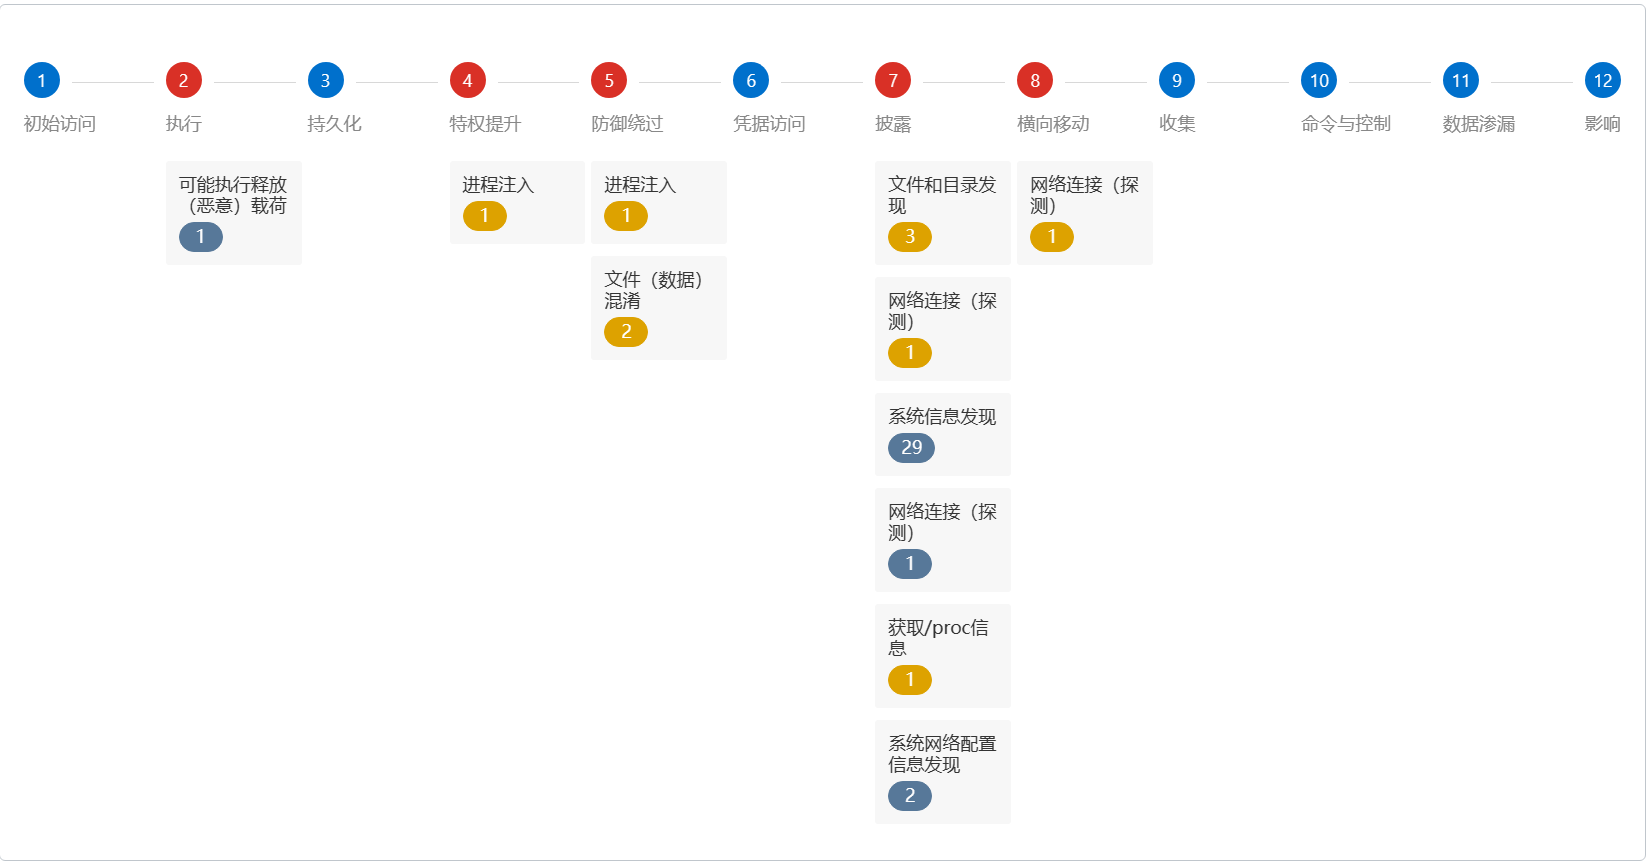 1
2
3
4
5
6
7
8
9
10
11
12
初始访问
执行
持久化
特权提升
防御绕过
凭据访问
披露
横向移动
收集
命令与控制
数据渗漏
影响
可能执行释放
（恶意）载荷
1
进程注入
1
进程注入
1
文件（数据）
混淆
2
文件和目录发
现
3
网络连接（探
测）
1
系统信息发现
29
网络连接（探
测）
1
获取/proc信
息
1
系统网络配置
信息发现
2
网络连接（探
测）
1